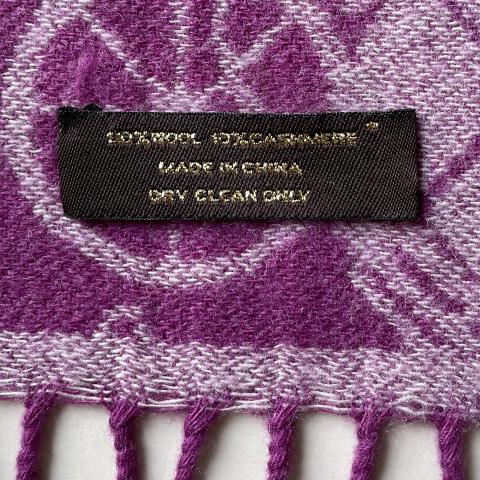 90%WOOL 10%CASHMERE
MADE IN CHINA
DRY CLEAN ONLY